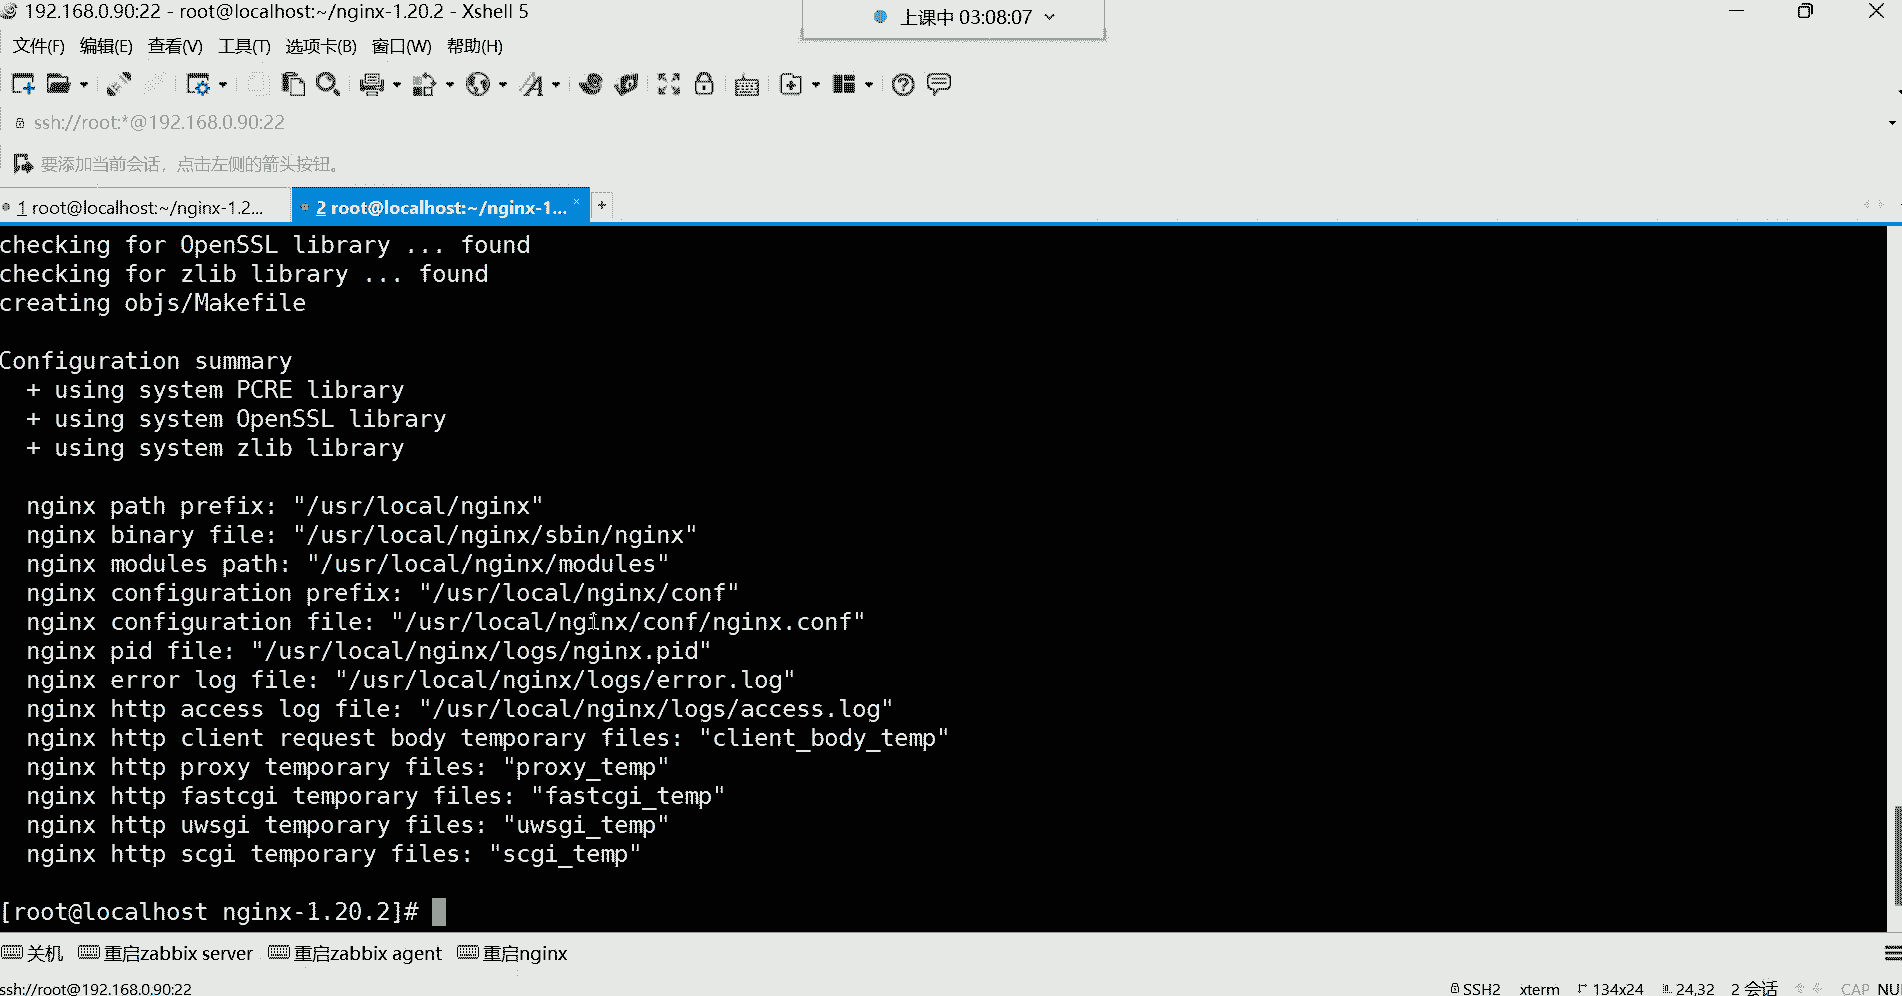 192.168.0.90:22 - root@localhost:~/nginx-1.20.2 - Xshell 5
上课中 03:08:07
文件(F) 编辑(E) 查看(V) 工具(T) 选项卡(B) 窗口(W) 帮助(H)
ssh://root:*@192.168.0.90:22
要添加当前会话，点击左侧的箭头按钮。
1 root@localhost:~/nginx-1.2... 2 root@localhost:~/nginx-1... × +
checking for OpenSSL library ... found
checking for zlib library ... found
creating objs/Makefile
Configuration summary
+ using system PCRE library
+ using system OpenSSL library
+ using system zlib library
nginx path prefix: "/usr/local/nginx"
nginx binary file: "/usr/local/nginx/sbin/nginx"
nginx modules path: "/usr/local/nginx/modules"
nginx configuration prefix: "/usr/local/nginx/conf"
nginx configuration file: "/usr/local/nginx/conf/nginx.conf"
nginx pid file: "/usr/local/nginx/logs/nginx.pid"
nginx error log file: "/usr/local/nginx/logs/error.log"
nginx http access log file: "/usr/local/nginx/logs/access.log"
nginx http client request body temporary files: "client_body_temp"
nginx http proxy temporary files: "proxy_temp"
nginx http fastcgi temporary files: "fastcgi_temp"
nginx http uwsgi temporary files: "uwsgi_temp"
nginx http scgi temporary files: "scgi_temp"
[root@localhost nginx-1.20.2]#
关机 重启zabbix server 重启zabbix agent 重启nginx
ssh://root@192.168.0.90:22 SSH2 xterm 134x24 24,32 2 会话 CAP NU